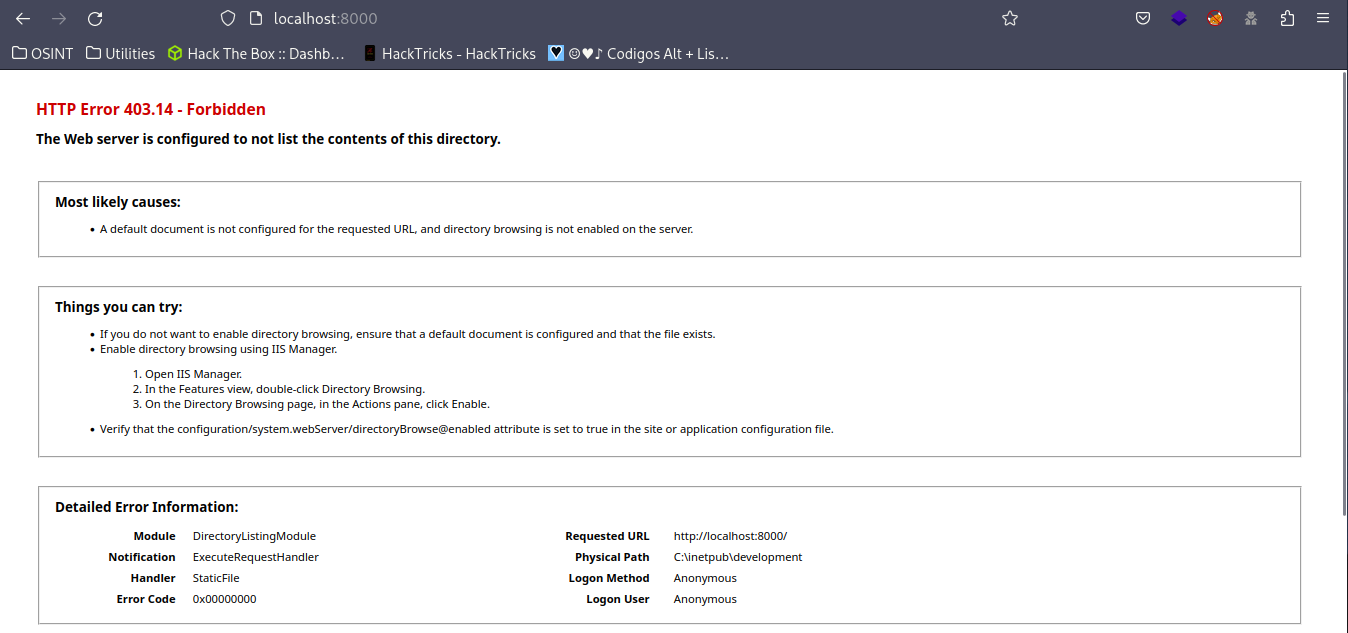 localhost:8000
OSINT Utilities Hack The Box :: Dashb… HackTricks - HackTricks ☺♥♪ Codigos Alt + Lis…
HTTP Error 403.14 - Forbidden
The Web server is configured to not list the contents of this directory.
Most likely causes:
• A default document is not configured for the requested URL, and directory browsing is not enabled on the server.
Things you can try:
• If you do not want to enable directory browsing, ensure that a default document is configured and that the file exists.
• Enable directory browsing using IIS Manager.
1. Open IIS Manager.
2. In the Features view, double-click Directory Browsing.
3. On the Directory Browsing page, in the Actions pane, click Enable.
• Verify that the configuration/system.webServer/directoryBrowse@enabled attribute is set to true in the site or application configuration file.
Detailed Error Information:
Module DirectoryListingModule Requested URL http://localhost:8000/
Notification ExecuteRequestHandler Physical Path C:\inetpub\development
Handler StaticFile Logon Method Anonymous
Error Code 0x00000000 Logon User Anonymous